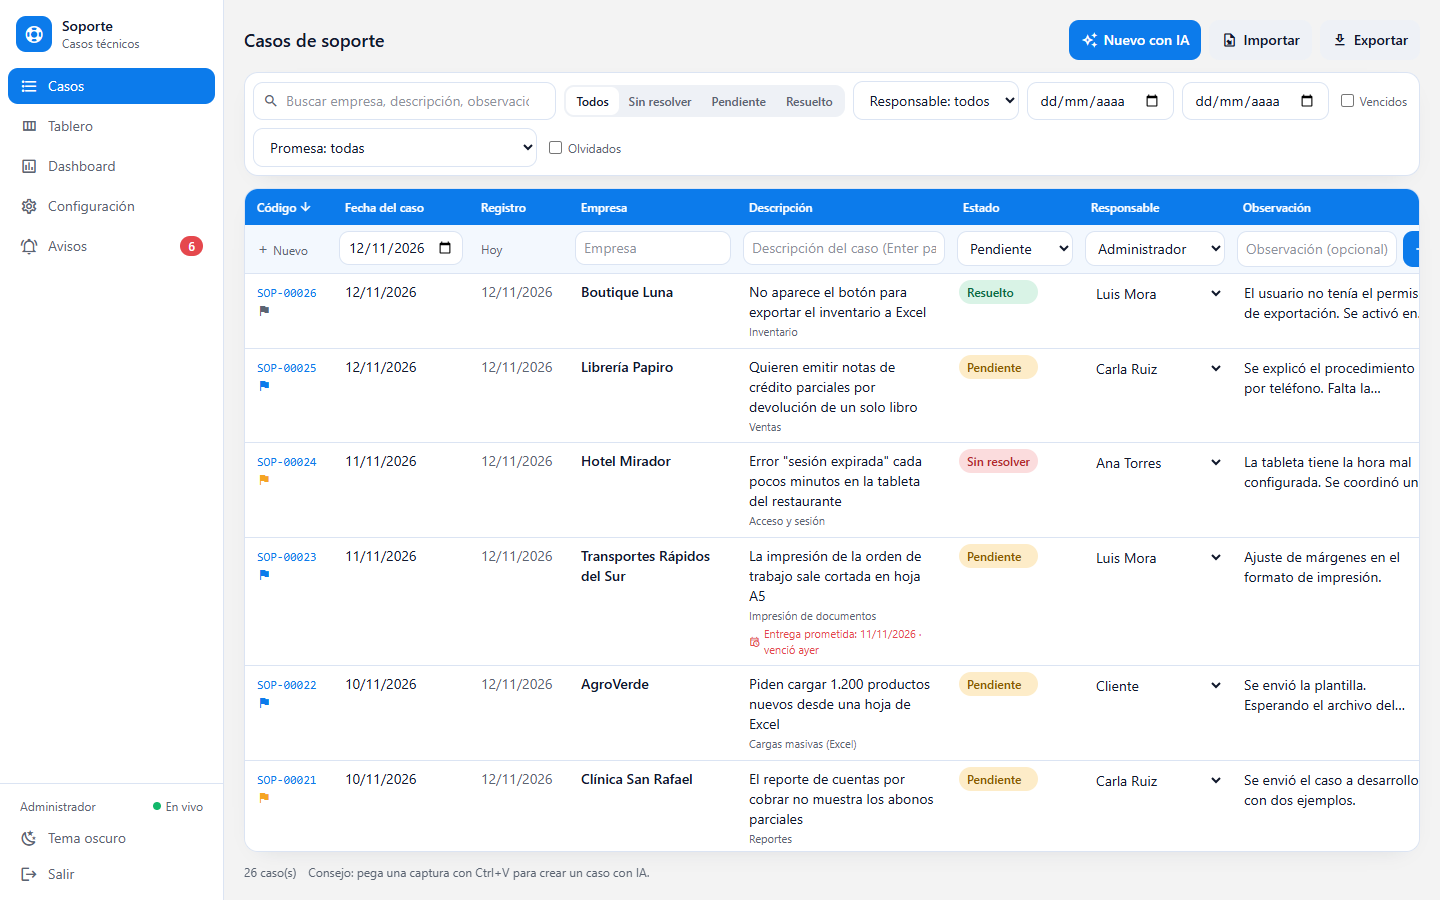 Soporte
Casos técnicos
Casos
Tablero
Dashboard
Configuración
Avisos 6
Administrador En vivo
Tema oscuro
Salir
Casos de soporte
Nuevo con IA Importar Exportar
Buscar empresa, descripción, observació Todos Sin resolver Pendiente Resuelto Responsable: todos dd/mm/aaaa dd/mm/aaaa Vencidos
Promesa: todas Olvidados
Código Fecha del caso Registro Empresa Descripción Estado Responsable Observación
+ Nuevo 12/11/2026 Hoy Empresa Descripción del caso (Enter pa Pendiente Administrador Observación (opcional)
SOP-00026 12/11/2026 12/11/2026 Boutique Luna No aparece el botón para Resuelto Luis Mora El usuario no tenía el permis
exportar el inventario a Excel de exportación. Se activó en
Inventario
SOP-00025 12/11/2026 12/11/2026 Librería Papiro Quieren emitir notas de Pendiente Carla Ruiz Se explicó el procedimiento
crédito parciales por por teléfono. Falta la...
devolución de un solo libro
Ventas
SOP-00024 11/11/2026 12/11/2026 Hotel Mirador Error "sesión expirada" cada Sin resolver Ana Torres La tableta tiene la hora mal
pocos minutos en la tableta configurada. Se coordinó un
del restaurante
Acceso y sesión
SOP-00023 11/11/2026 12/11/2026 Transportes Rápidos La impresión de la orden de Pendiente Luis Mora Ajuste de márgenes en el
del Sur trabajo sale cortada en hoja formato de impresión.
A5
Impresión de documentos
Entrega prometida: 11/11/2026 ·
venció ayer
SOP-00022 10/11/2026 12/11/2026 AgroVerde Piden cargar 1.200 productos Pendiente Cliente Se envió la plantilla.
nuevos desde una hoja de Esperando el archivo del...
Excel
Cargas masivas (Excel)
SOP-00021 10/11/2026 12/11/2026 Clínica San Rafael El reporte de cuentas por Pendiente Carla Ruiz Se envió el caso a desarrollo
cobrar no muestra los abonos con dos ejemplos.
parciales
Reportes
26 caso(s) Consejo: pega una captura con Ctrl+V para crear un caso con IA.